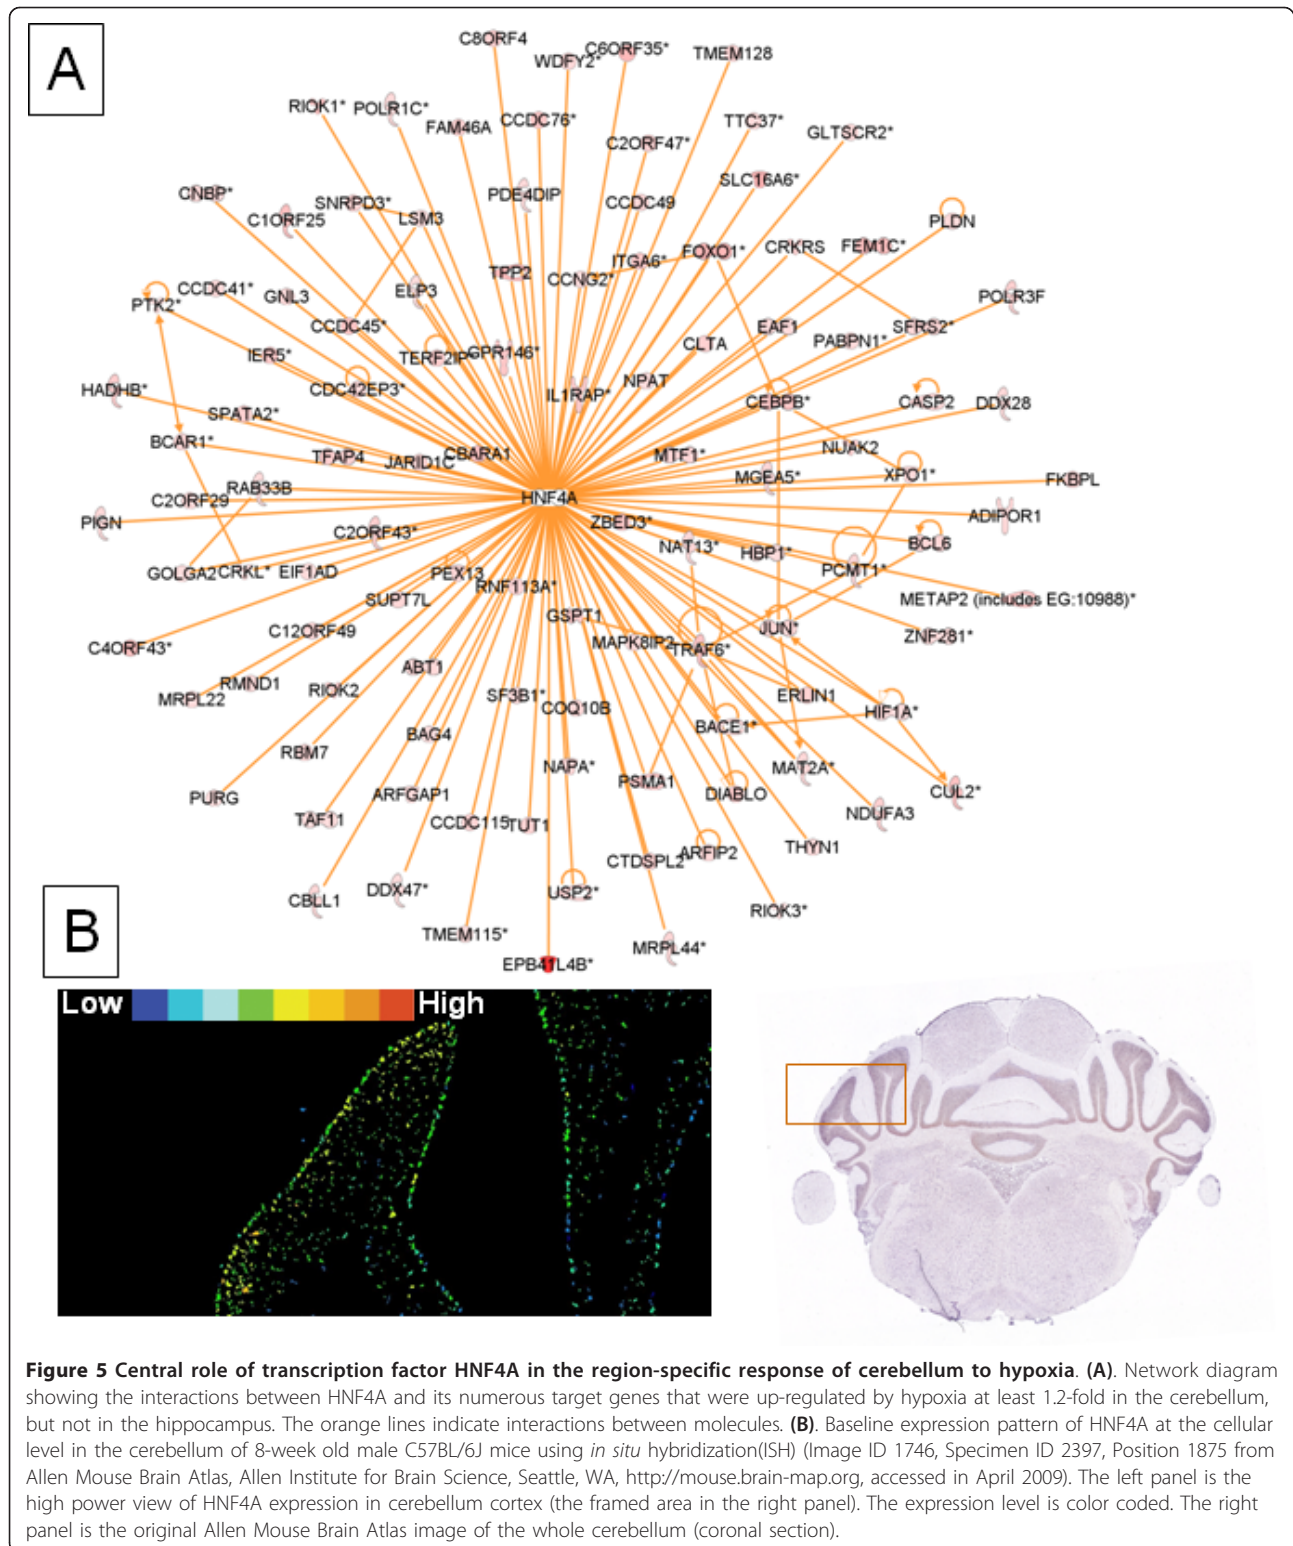 A
C8ORF4
WDFY2*
C6ORF35*
TMEM128
RIOK1*
POLR1C*
FAM46A
CCDC76*
C2ORF47*
TTC37*
GLTSCR2*
SLC16A6*
CNBP*
C1ORF25
SNRPD3*
LSM3
PDE4DIP
CCDC49
PLDN
ITGA6*
FOXO1*
CRKRS
FEM1C*
TPP2
CCNG2*
PTK2*
CCDC41*
GNL3
ELP3
POLR3F
CCDC45*
EAF1
SFRS2*
PABPN1*
CLTA
IER5*
TERF2IP*
GPR146*
HADHB*
CDC42EP3*
IL1RAP*
NPAT
CEBPB*
CASP2
DDX28
SPATA2*
BCAR1*
TFAP4
JARID1C
CBARA1
MTF1*
NUAK2
MGEA5*
XPO1*
FKBPL
RAB33B
C2ORF29
HNF4A
PIGN
C2ORF43*
ZBED3*
ADIPOR1
NAT13*
HBP1*
BCL6
GOLGA2
CRKL*
EIF1AD
PEX13
RNF113A*
PCMT1*
SUPT7L
METAP2 (includes EG:10988)*
GSPT1
C12ORF49
MAPK8IP2
TRAF6*
JUN*
ZNF281*
C4ORF43*
ABT1
MRPL22
RMND1
RIOK2
SF3B1*
COQ10B
ERLIN1
HIF1A*
BACE1*
BAG4
RBM7
NAPA*
PSMA1
MAT2A*
PURG
ARFGAP1
DIABLO
CUL2*
NDUFA3
TAF11
CCDC115
TUT1
CTDSPL2*
ARFIP2
THYN1
CBLL1
DDX47*
USP2*
RIOK3*
TMEM115*
MRPL44*
EPB41L4B*
B
Low High
Figure 5 Central role of transcription factor HNF4A in the region-specific response of cerebellum to hypoxia. (A). Network diagram
showing the interactions between HNF4A and its numerous target genes that were up-regulated by hypoxia at least 1.2-fold in the cerebellum,
but not in the hippocampus. The orange lines indicate interactions between molecules. (B). Baseline expression pattern of HNF4A at the cellular
level in the cerebellum of 8-week old male C57BL/6J mice using in situ hybridization(ISH) (Image ID 1746, Specimen ID 2397, Position 1875 from
Allen Mouse Brain Atlas, Allen Institute for Brain Science, Seattle, WA, http://mouse.brain-map.org, accessed in April 2009). The left panel is the
high power view of HNF4A expression in cerebellum cortex (the framed area in the right panel). The expression level is color coded. The right
panel is the original Allen Mouse Brain Atlas image of the whole cerebellum (coronal section).